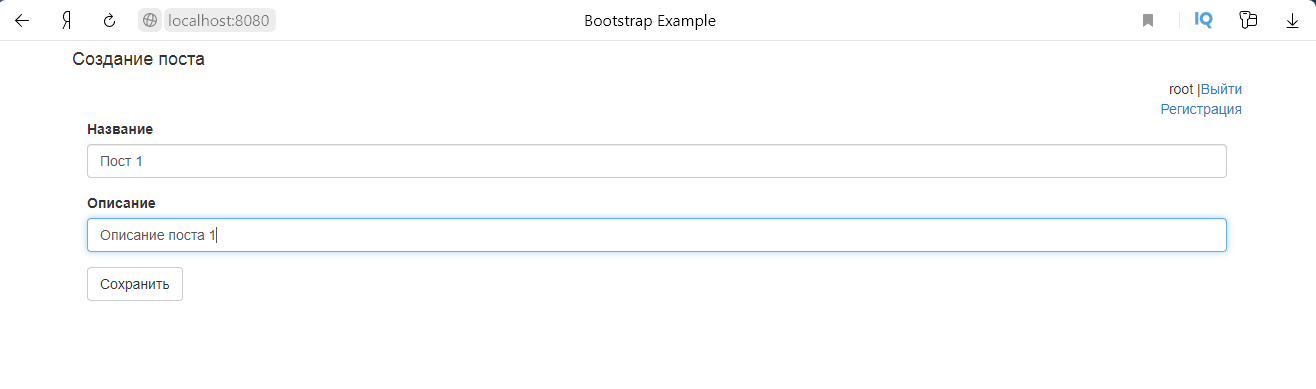 Я localhost:8080 Bootstrap Example IQ
Создание поста
root |Выйти
Регистрация
Название
Пост 1
Описание
Описание поста 1
Сохранить